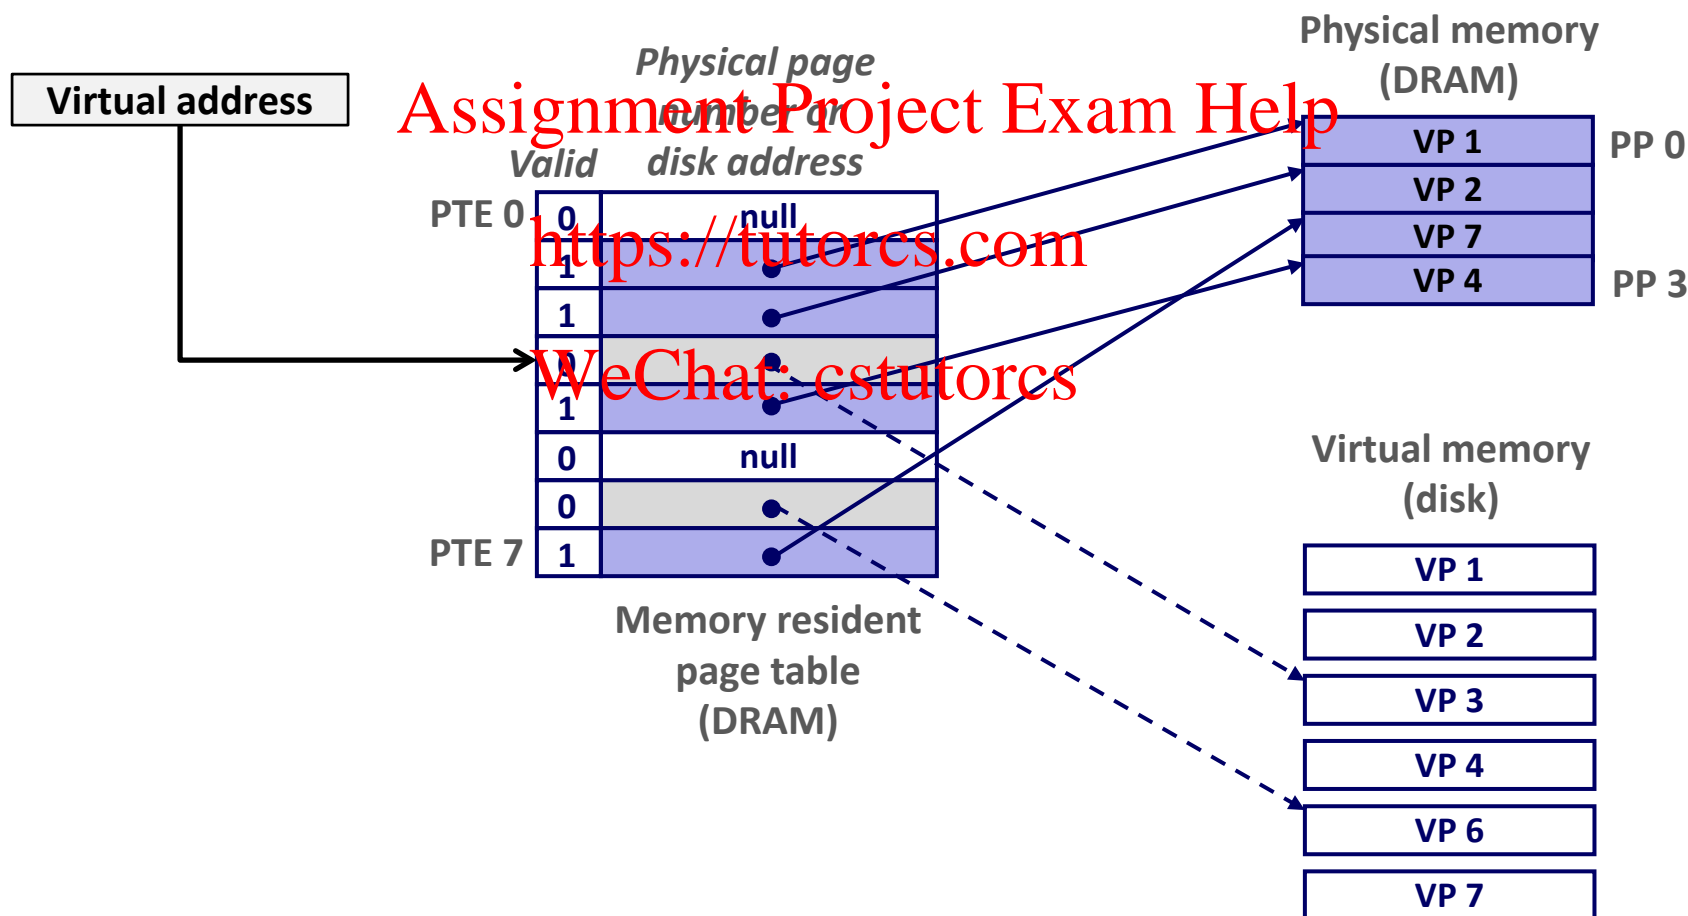 Physical memory
(DRAM)
Physical page
number or
disk address
Virtual address
Assignment Project Exam Help
Valid
VP 1
PP 0
VP 2
VP 7
VP 4
PP 3
PTE 0
0
null
https://tutorcs.com
1
1
0
WeChat: cstutorcs
1
0
null
0
PTE 7
1
Memory resident
page table
(DRAM)
Virtual memory
(disk)
VP 1
VP 2
VP 3
VP 4
VP 6
VP 7